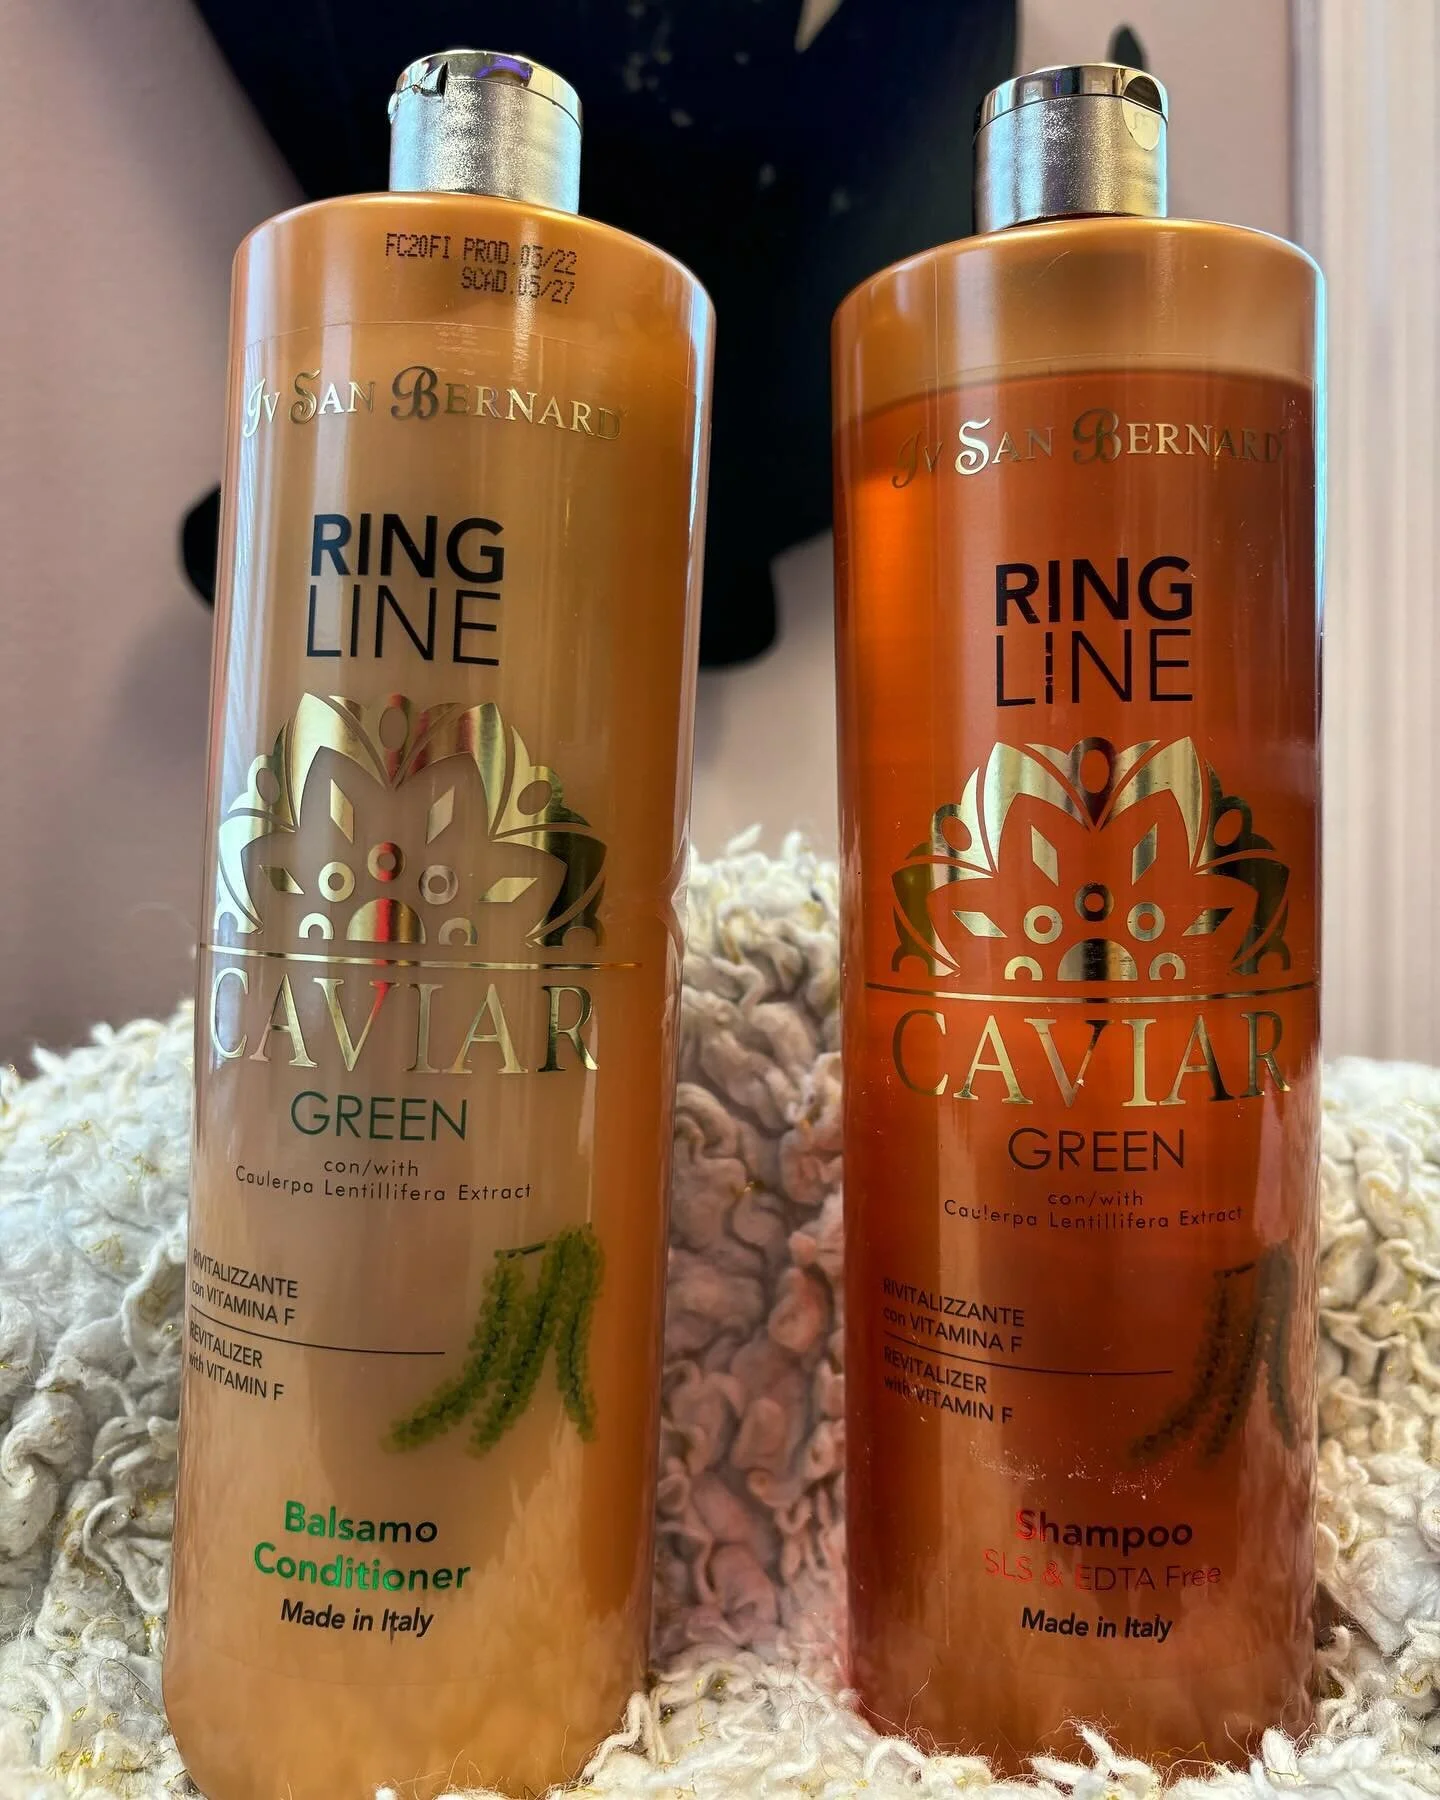 FC20FI PROD.05/22
SCAD.05/27
Iv San Bernard
RING
LINE
CAVIAR
GREEN
con/with
Caulerpa Lentillifera Extract
RIVITALIZZANTE
con VITAMINA F
REVITALIZER
with VITAMIN F
Balsamo
Conditioner
Made in Italy
Iv San Bernard
RING
LINE
CAVIAR
GREEN
con/with
Caulerpa Lentillifera Extract
RIVITALIZZANTE
con VITAMINA F
REVITALIZER
with VITAMIN F
Shampoo
SLS & EDTA Free
Made in Italy